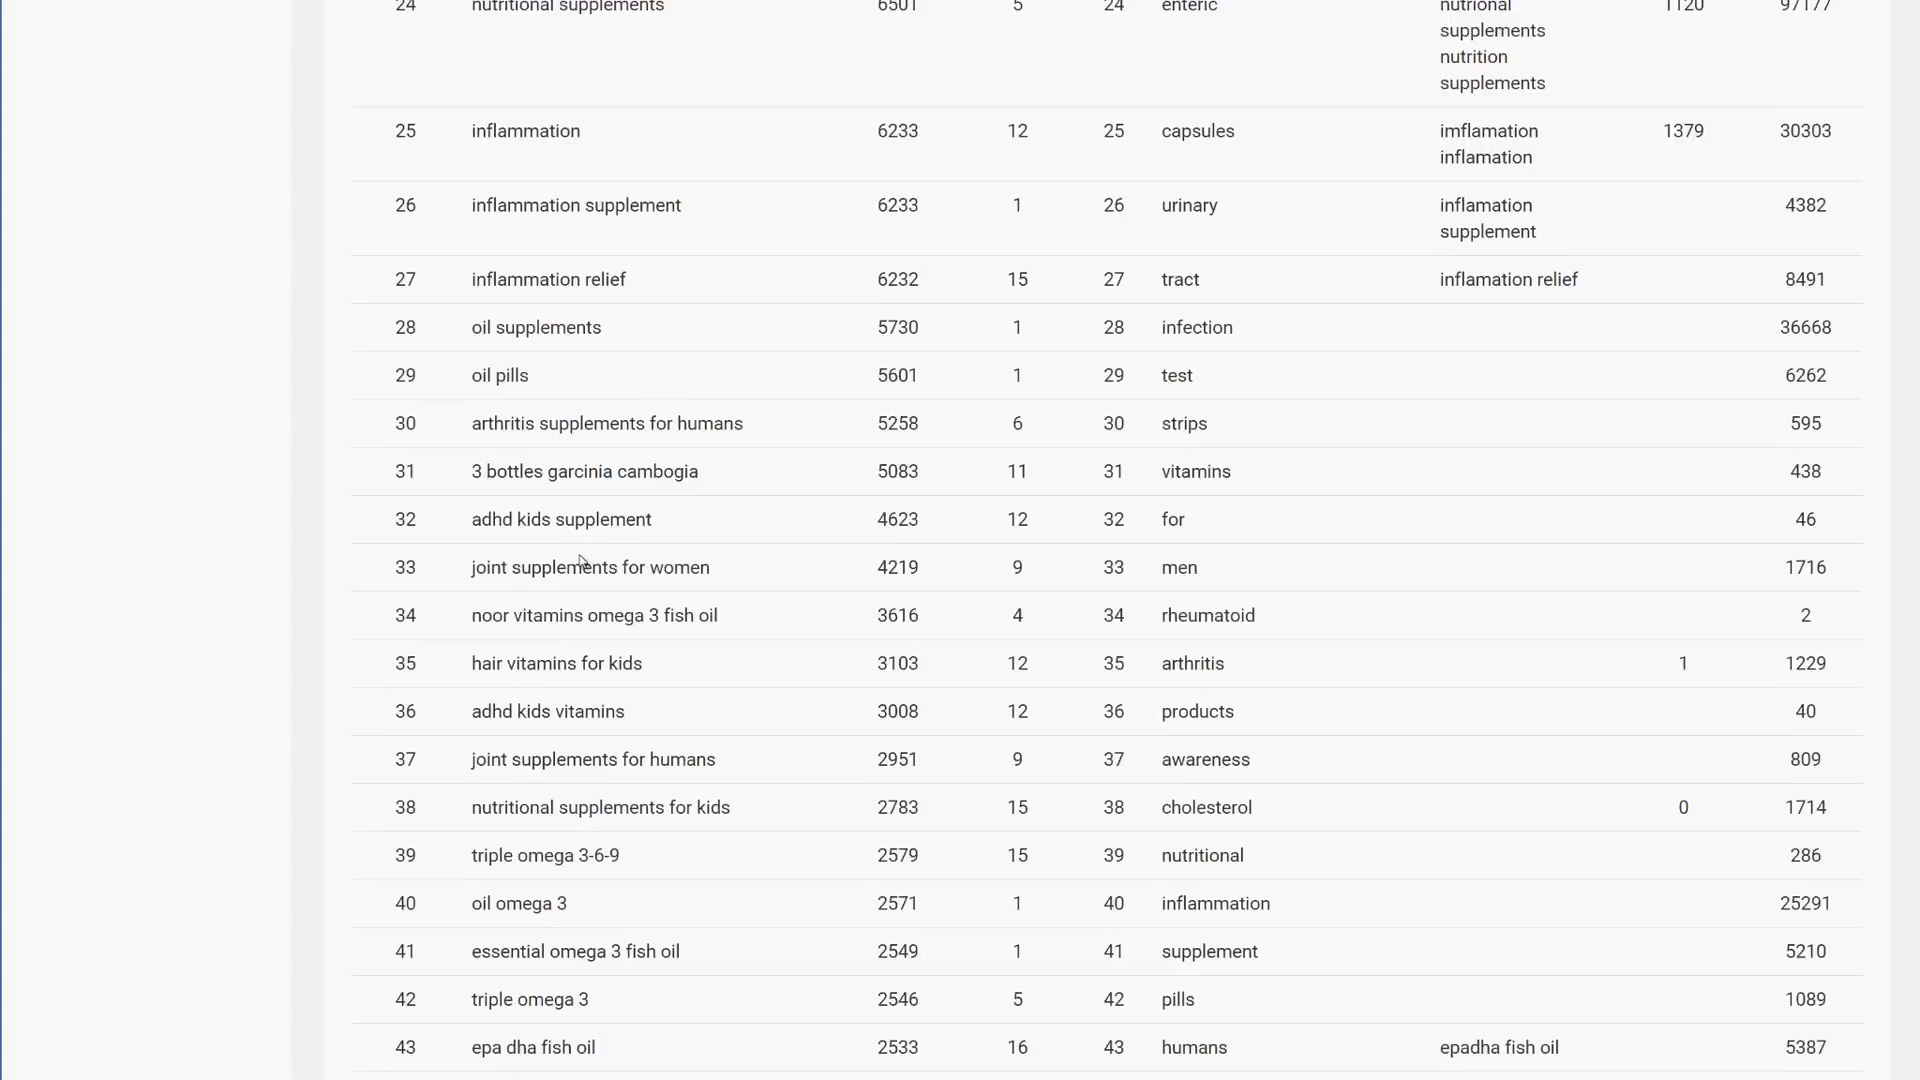 24 nutritional supplements 6501 5 24 enteric nutrional 1120 97177
supplements
nutrition
supplements
25 inflammation 6233 12 25 capsules imflamation 1379 30303
inflamation
26 inflammation supplement 6233 1 26 urinary inflamation 4382
supplement
27 inflammation relief 6232 15 27 tract inflamation relief 8491
28 oil supplements 5730 1 28 infection 36668
29 oil pills 5601 1 29 test 6262
30 arthritis supplements for humans 5258 6 30 strips 595
31 3 bottles garcinia cambogia 5083 11 31 vitamins 438
32 adhd kids supplement 4623 12 32 for 46
33 joint supplements for women 4219 9 33 men 1716
34 noor vitamins omega 3 fish oil 3616 4 34 rheumatoid 2
35 hair vitamins for kids 3103 12 35 arthritis 1 1229
36 adhd kids vitamins 3008 12 36 products 40
37 joint supplements for humans 2951 9 37 awareness 809
38 nutritional supplements for kids 2783 15 38 cholesterol 0 1714
39 triple omega 3-6-9 2579 15 39 nutritional 286
40 oil omega 3 2571 1 40 inflammation 25291
41 essential omega 3 fish oil 2549 1 41 supplement 5210
42 triple omega 3 2546 5 42 pills 1089
43 epa dha fish oil 2533 16 43 humans epadha fish oil 5387